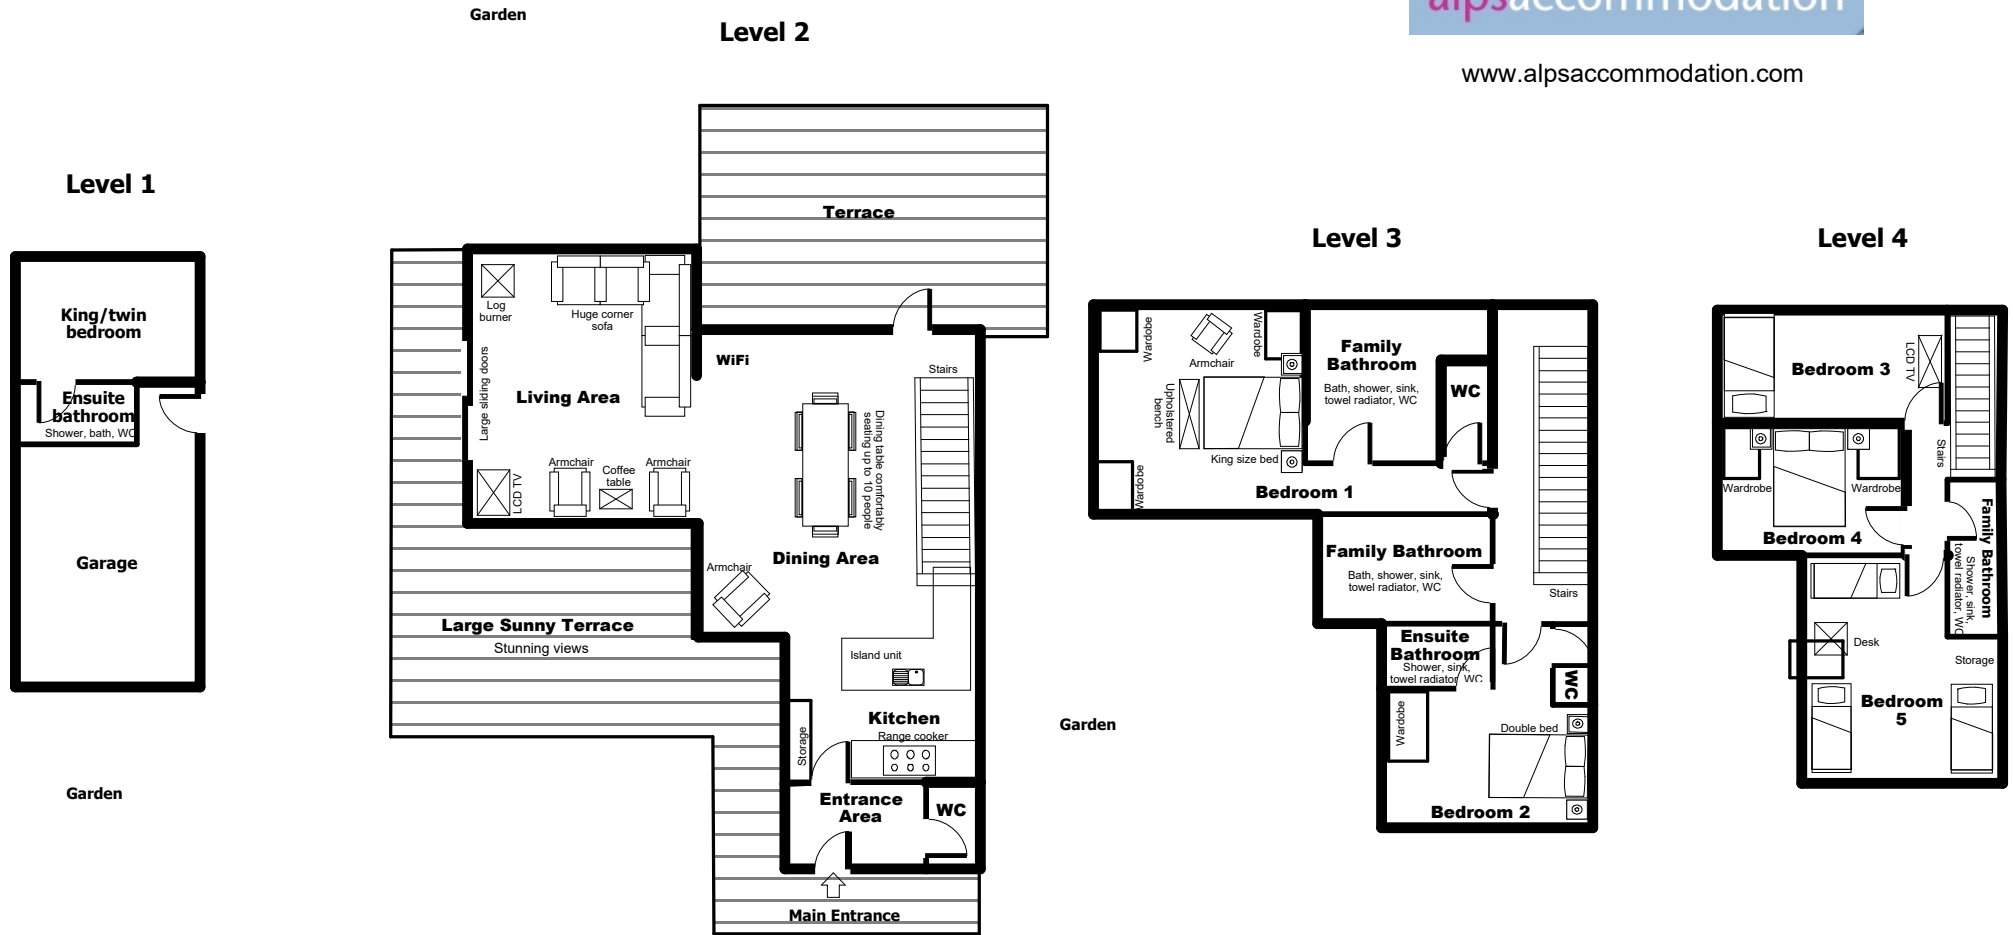 Garden
Level 2
alpsaccommodation
www.alpsaccommodation.com
Level 1
King/twin
bedroom
Ensuite
bathroom
Shower, bath, WC
Garage
Garden
Terrace
Log
burner
Huge corner
sofa
WiFi
Living Area
Large sliding doors
LCD TV
Armchair
Coffee
table
Armchair
Stairs
Dining table comfortably
seating up to 10 people
Dining Area
Armchair
Large Sunny Terrace
Stunning views
Island unit
Kitchen
Range cooker
Storage
Entrance
Area
WC
Main Entrance
Garden
Level 3
Wardobe
Armchair
Wardobe
Upholstered
bench
King size bed
Wardobe
Bedroom 1
Family
Bathroom
Bath, shower, sink,
towel radiator, WC
WC
Family Bathroom
Bath, shower, sink,
towel radiator, WC
Stairs
Ensuite
Bathroom
Shower, sink,
towel radiator, WC
WC
Wardobe
Double bed
Bedroom 2
Level 4
Bedroom 3
LCD TV
Stairs
Wardrobe
Wardrobe
Bedroom 4
Family Bathroom
Shower, sink,
towel radiator, WC
Desk
Storage
Bedroom
5